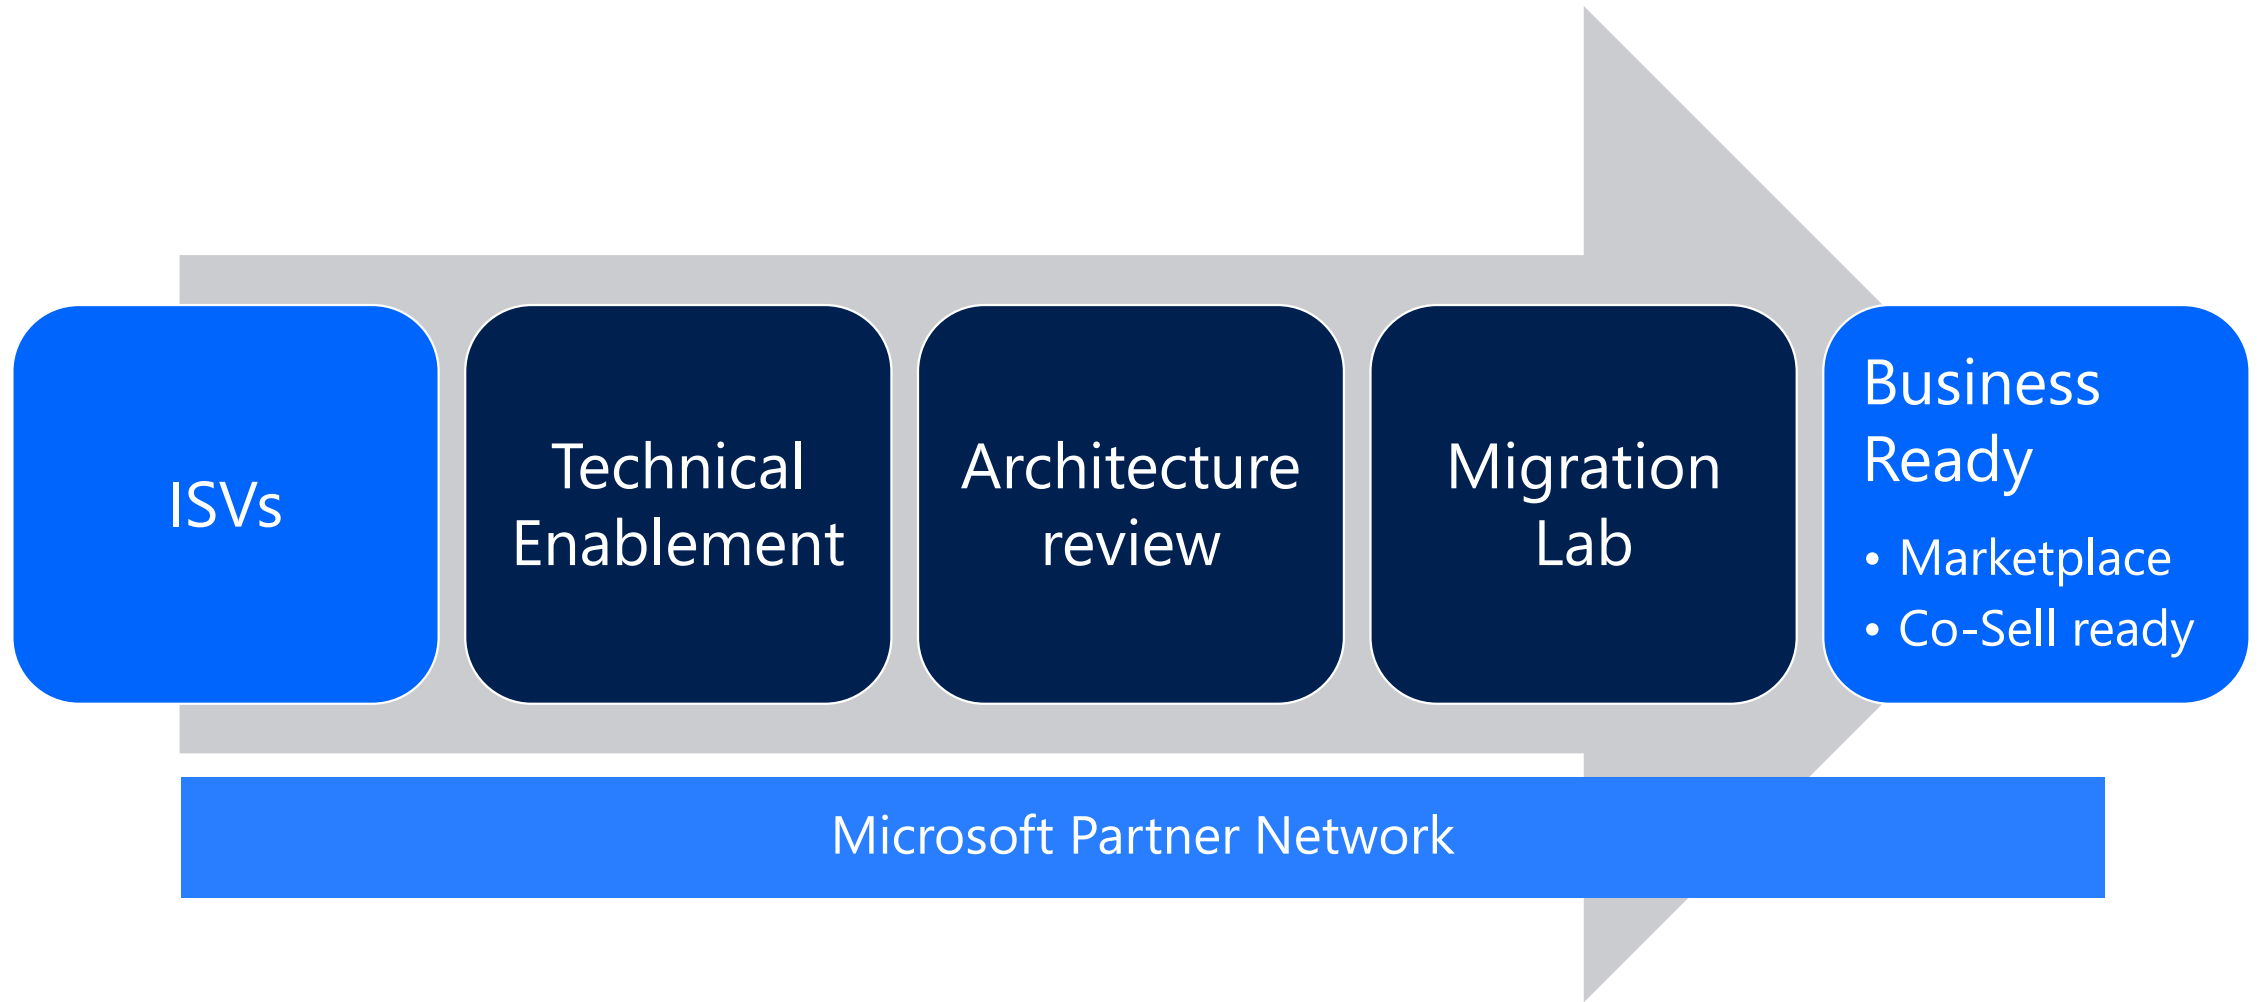 ISVs
Technical
Enablement
Architecture
review
Migration
Lab
Business
Ready
• Marketplace
• Co-Sell ready
Microsoft Partner Network